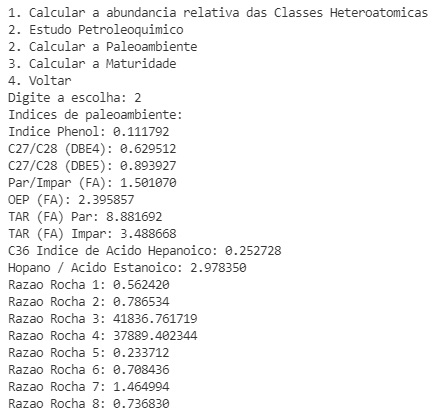 1. Calcular a abundancia relativa das Classes Heteroatomicas
2. Estudo Petroleoquimico
2. Calcular a Paleoambiente
3. Calcular a Maturidade
4. Voltar
Digite a escolha: 2
Indices de paleoambiente:
Indice Phenol: 0.111792
C27/C28 (DBE4): 0.629512
C27/C28 (DBE5): 0.893927
Par/Impar (FA): 1.501070
OEP (FA): 2.395857
TAR (FA) Par: 8.881692
TAR (FA) Impar: 3.488668
C36 Indice de Acido Hepanoico: 0.252728
Hopano / Acido Estanoico: 2.978350
Razao Rocha 1: 0.562420
Razao Rocha 2: 0.786534
Razao Rocha 3: 41836.761719
Razao Rocha 4: 37889.402344
Razao Rocha 5: 0.233712
Razao Rocha 6: 0.708436
Razao Rocha 7: 1.464994
Razao Rocha 8: 0.736830